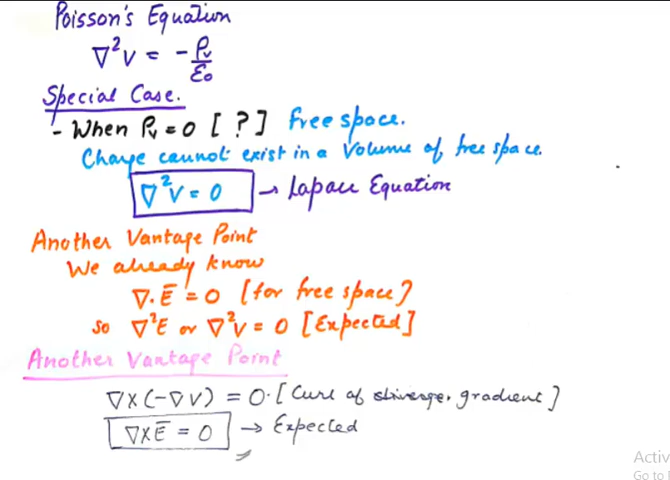 Poisson's Equation
∇²V = -ρv/ε0
Special Case.
- When ρv = 0 [ ? ] free space.
Charge cannot exist in a volume of free space.
∇²V = 0 → Lapace Equation
Another Vantage Point
We already know
∇.E̅ = 0 [for free space]
so ∇²E or ∇²V = 0 [Expected]
Another Vantage Point
∇×(-∇V) = 0. [Curl of gradient]
∇×E̅ = 0 → Expected
Activ
Go to